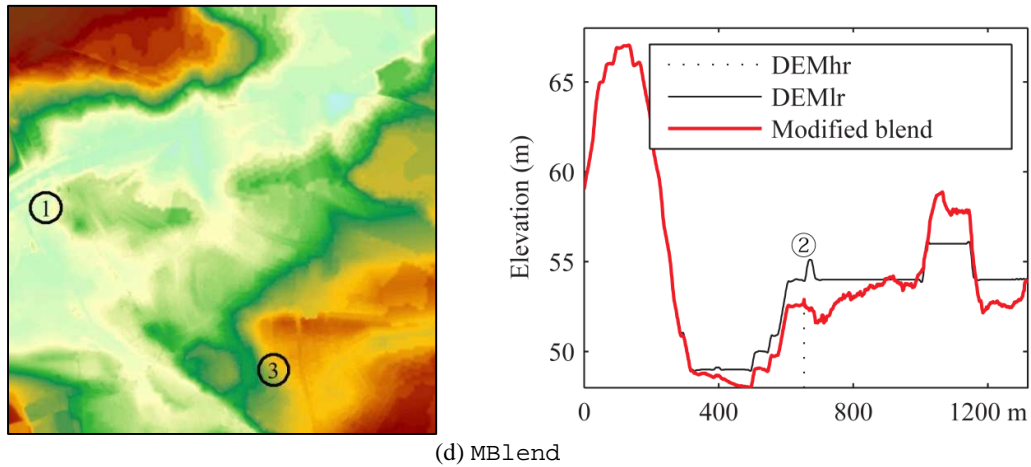 ①
③
DEMhr
DEMlr
Modified blend
Elevation (m)
65
60
55
50
②
0
400
800
1200 m
(d) MBlend